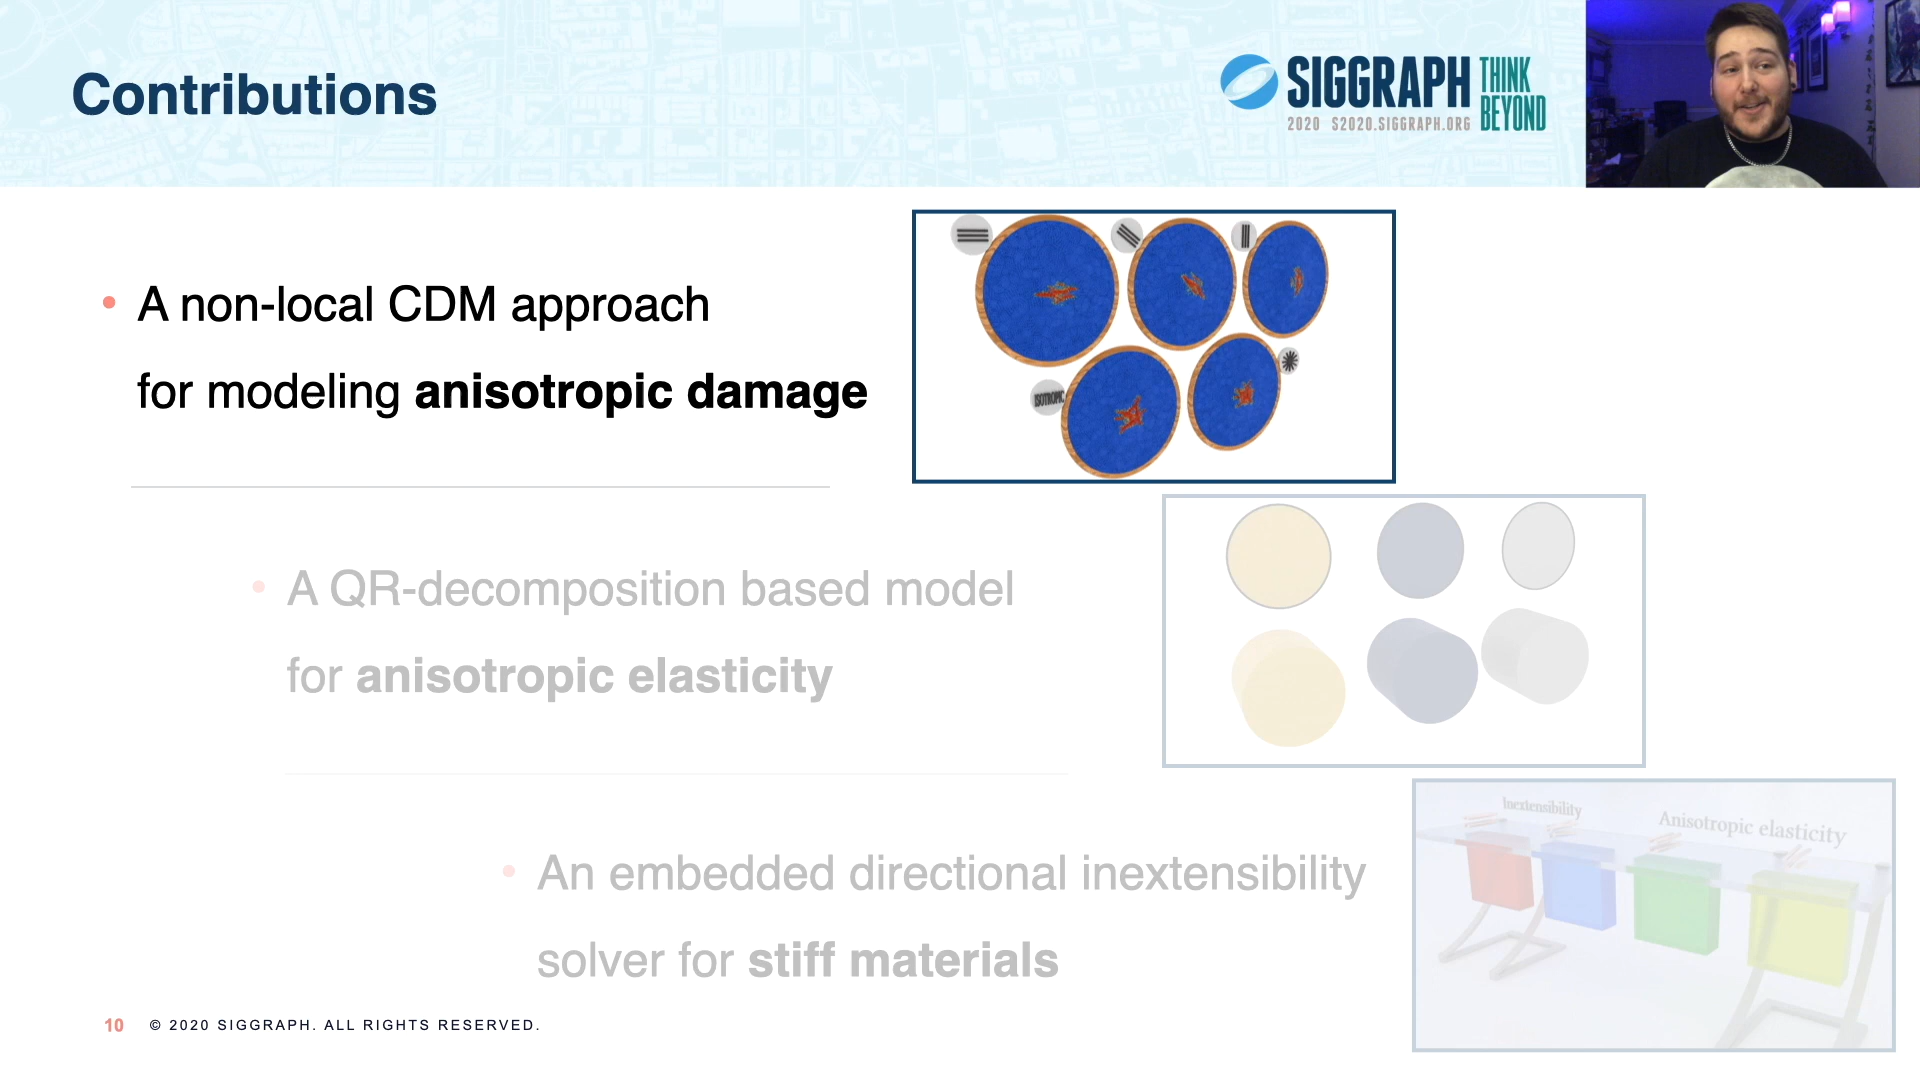 Contributions
SIGGRAPH
THINK
BEYOND
2020 S2020.SIGGRAPH.ORG
• A non-local CDM approach
for modeling anisotropic damage
ISOTROPIC
• A QR-decomposition based model
for anisotropic elasticity
Inextensibility
Anisotropic elasticity
• An embedded directional inextensibility
solver for stiff materials
10 © 2020 SIGGRAPH. ALL RIGHTS RESERVED.